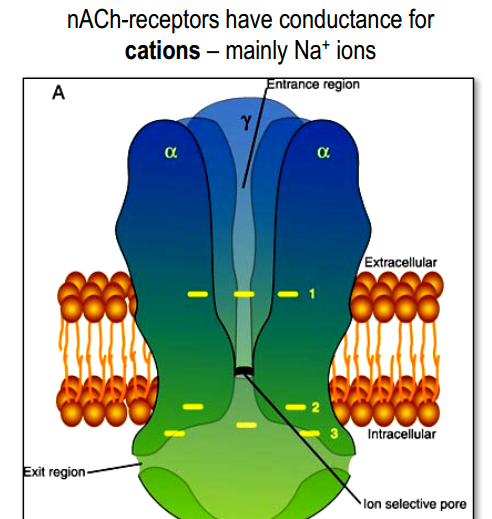 nACh-receptors have conductance for
cations – mainly Na⁺ ions
A
Entrance region
γ
α
α
Extracellular
1
2
3
Intracellular
Exit region
Ion selective pore